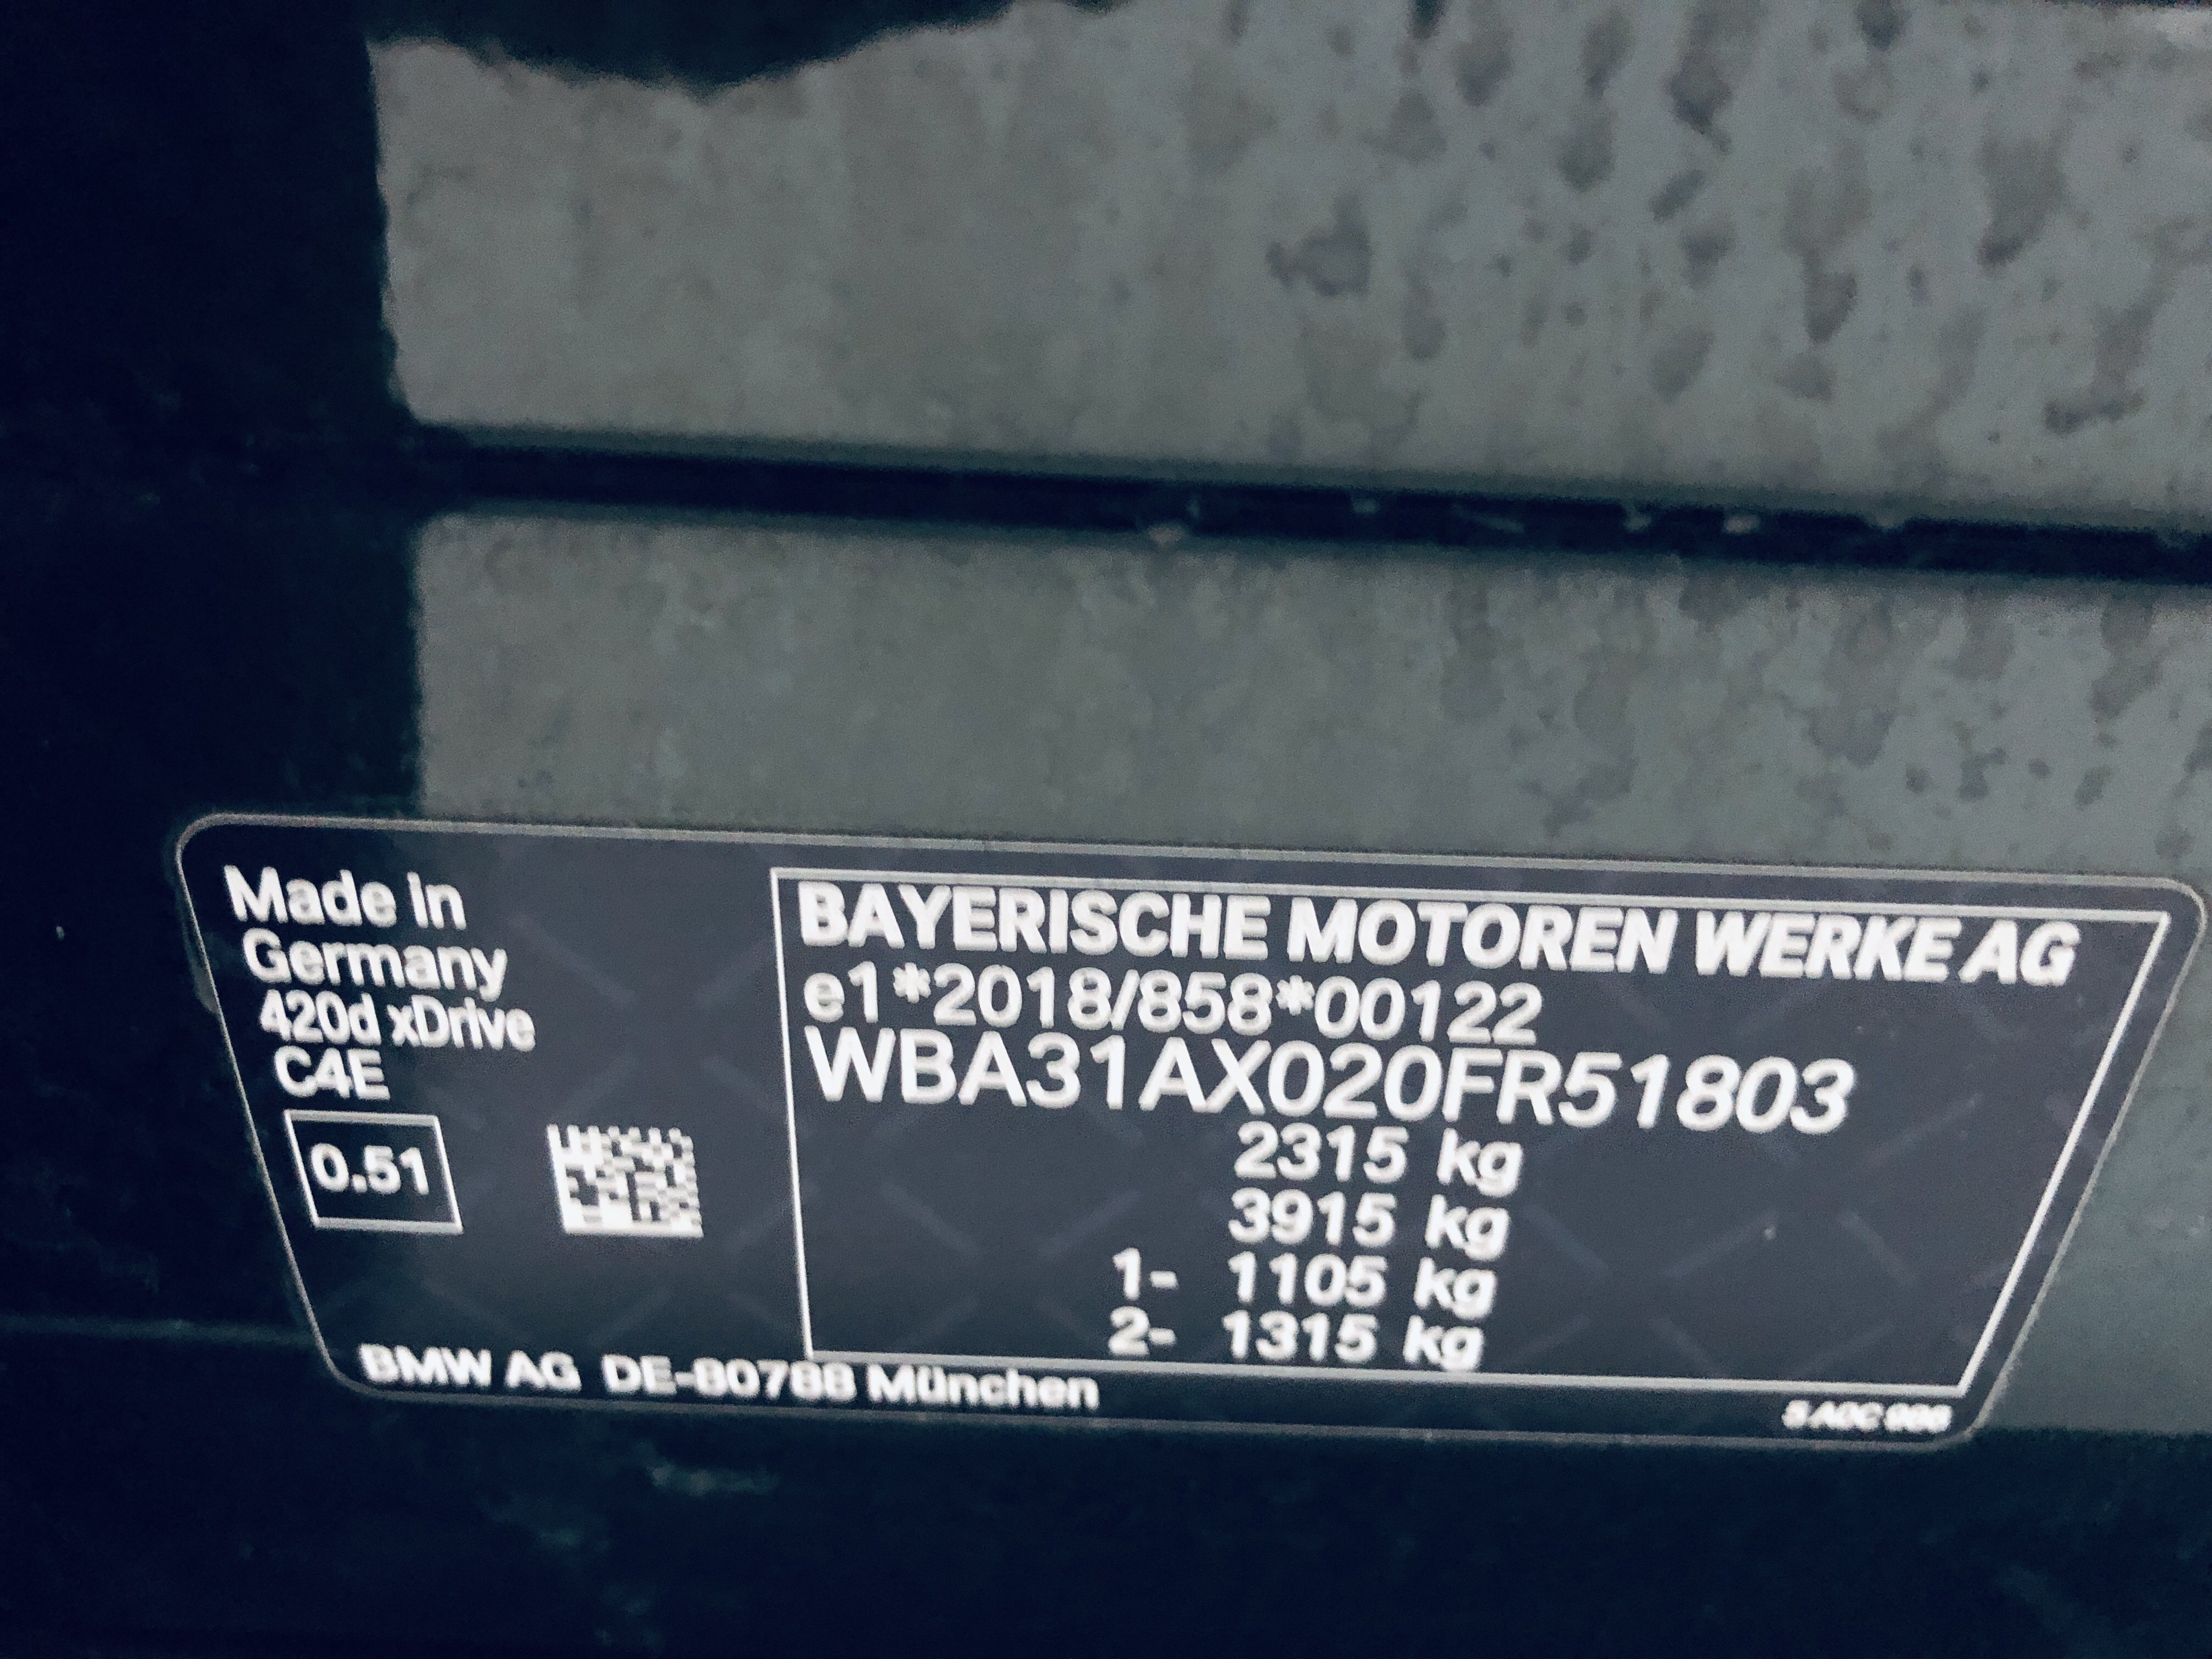 Made in
Germany
420d xDrive
C4E
0.51
BAYERISCHE MOTOREN WERKE AG
e1*2018/858*00122
WBA31AX020FR51803
2315 kg
3915 kg
1- 1105 kg
2- 1315 kg
BMW AG DE-80788 München